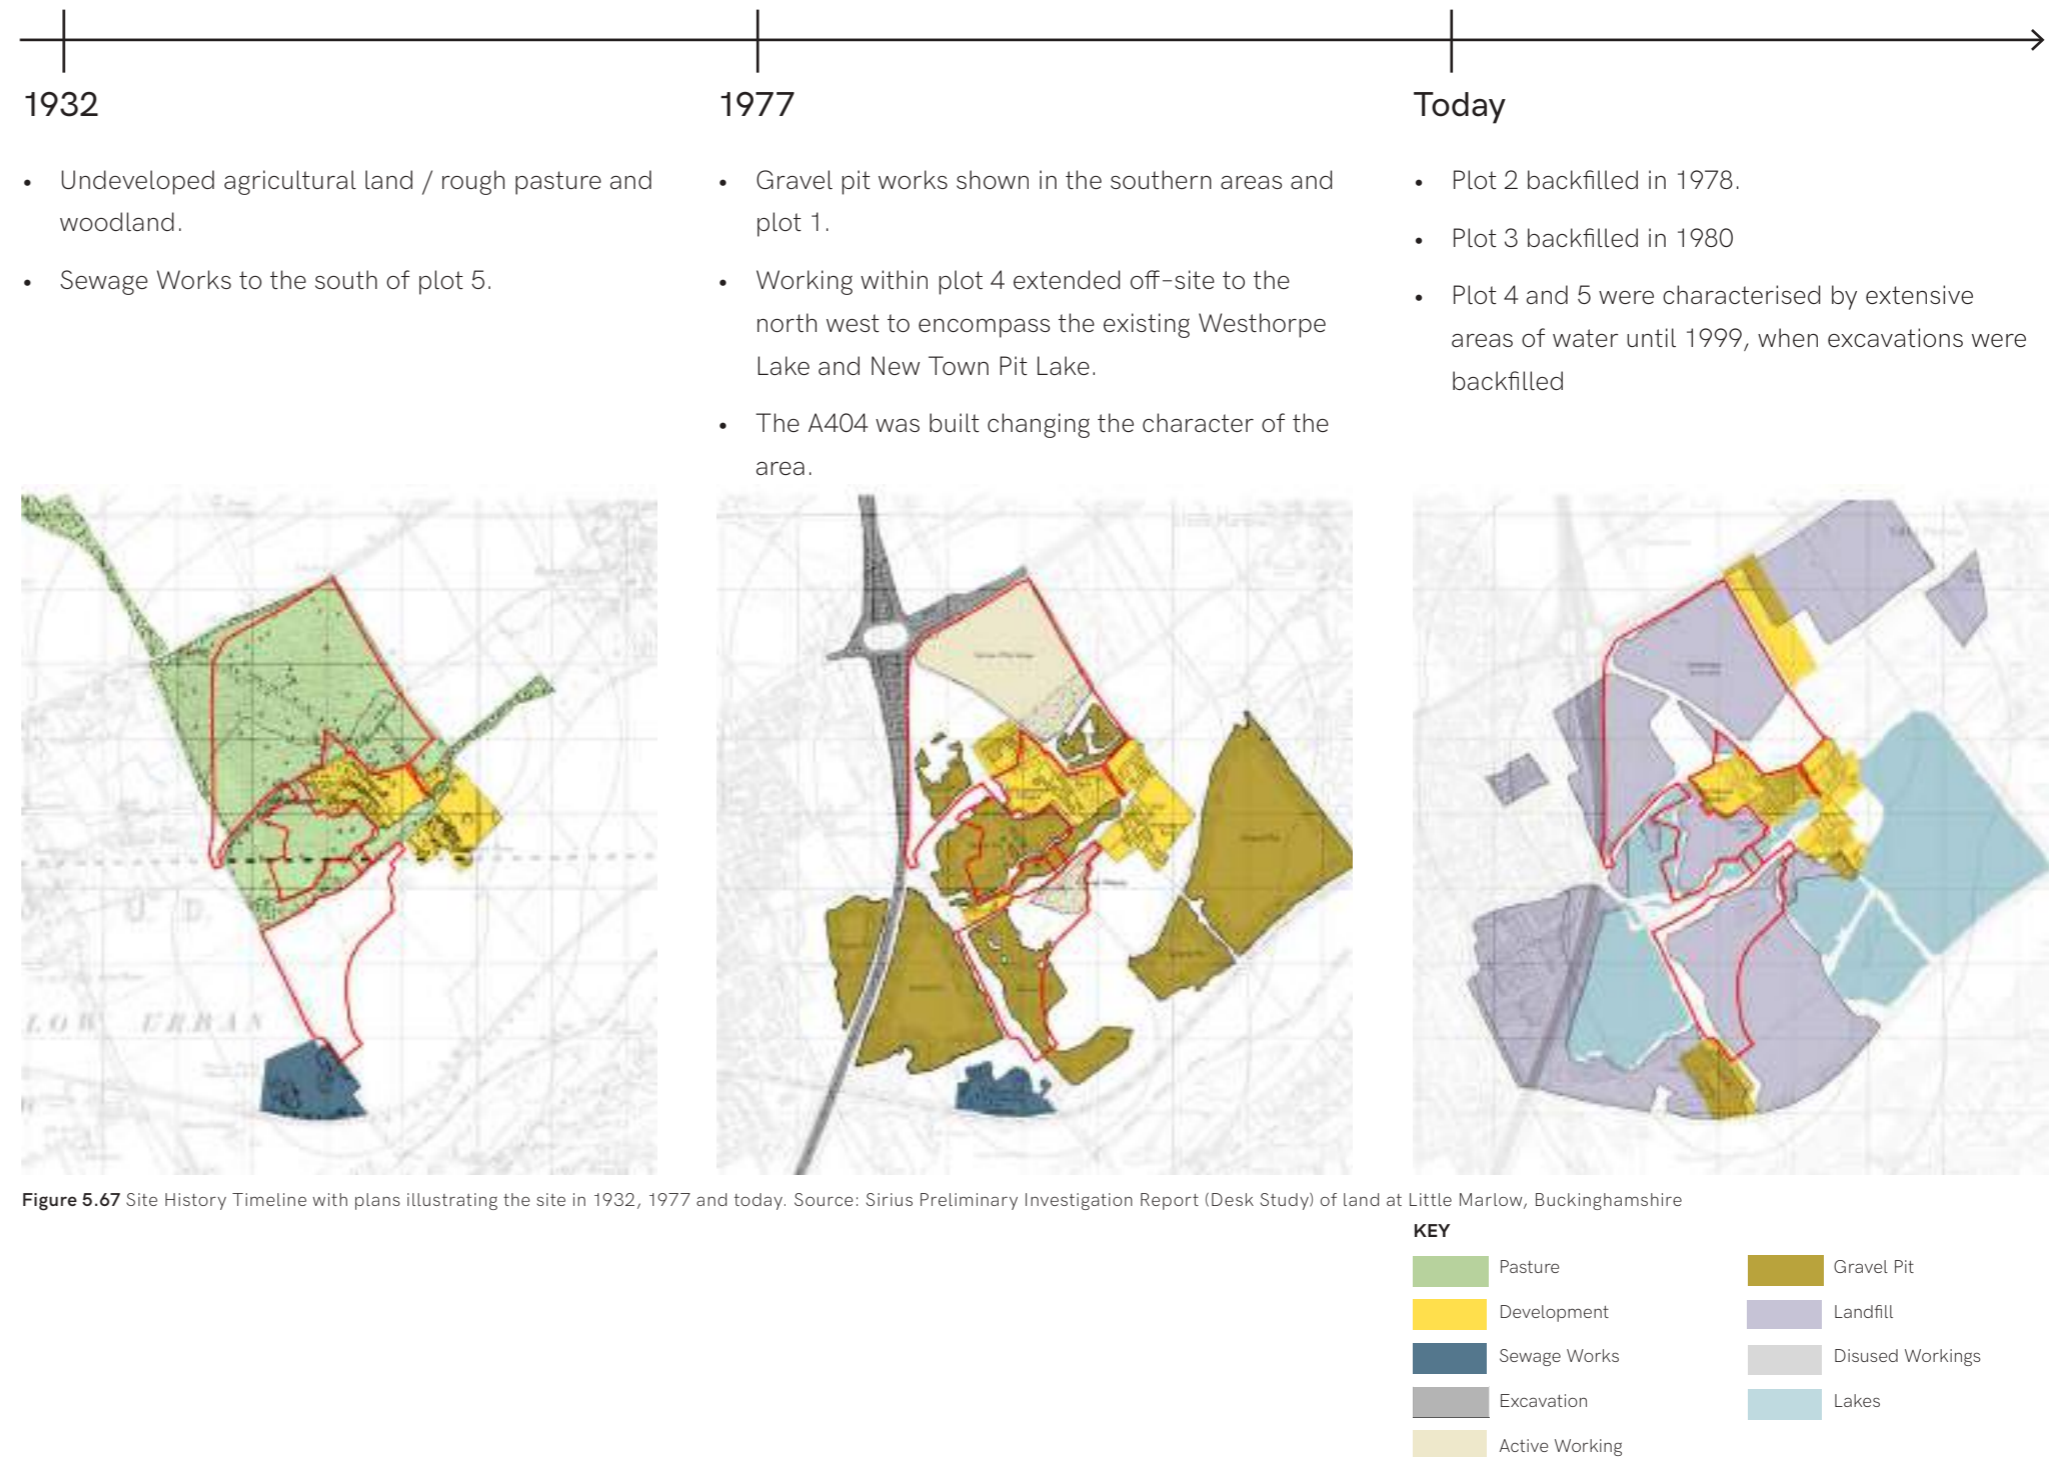 1932
• Undeveloped agricultural land / rough pasture and
woodland.
• Sewage Works to the south of plot 5.
1977
• Gravel pit works shown in the southern areas and
plot 1.
• Working within plot 4 extended off-site to the
north west to encompass the existing Westhorpe
Lake and New Town Pit Lake.
• The A404 was built changing the character of the
area.
Today
• Plot 2 backfilled in 1978.
• Plot 3 backfilled in 1980
• Plot 4 and 5 were characterised by extensive
areas of water until 1999, when excavations were
backfilled
U D
LOW URBAN
Figure 5.67 Site History Timeline with plans illustrating the site in 1932, 1977 and today. Source: Sirius Preliminary Investigation Report (Desk Study) of land at Little Marlow, Buckinghamshire
KEY
Pasture
Development
Sewage Works
Excavation
Active Working
Gravel Pit
Landfill
Disused Workings
Lakes